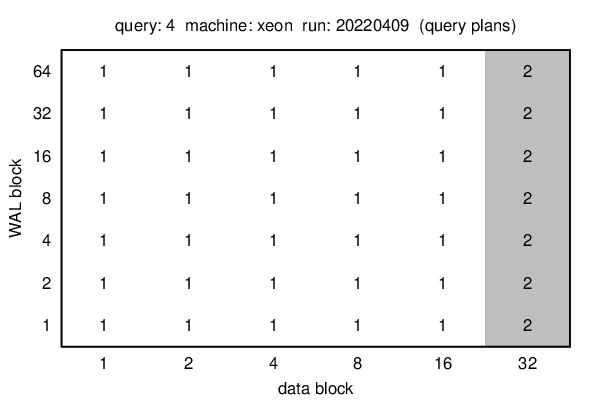 query: 4 machine: xeon run: 20220409 (query plans)
64 1 1 1 1 1 2
32 1 1 1 1 1 2
16 1 1 1 1 1 2
WAL block
8 1 1 1 1 1 2
4 1 1 1 1 1 2
2 1 1 1 1 1 2
1 1 1 1 1 1 2
1 2 4 8 16 32
data block